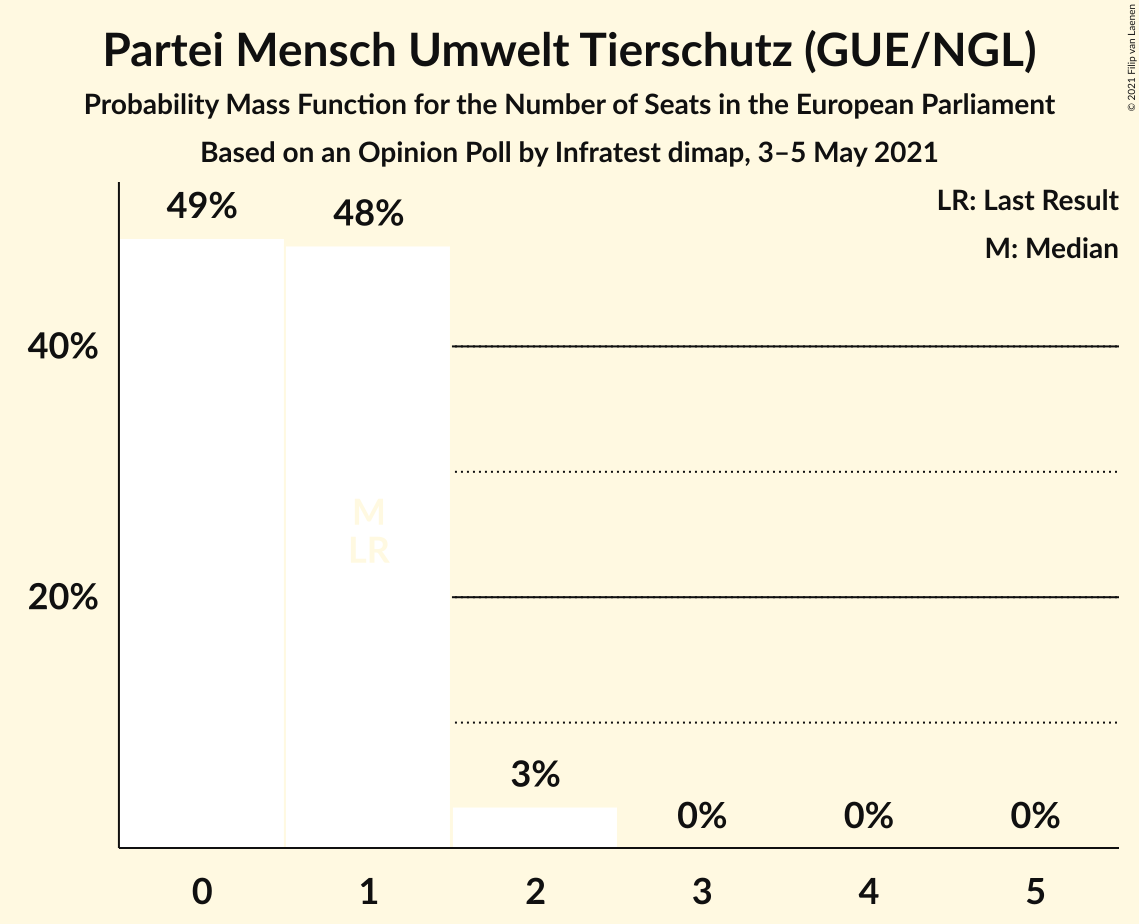 Partei Mensch Umwelt Tierschutz (GUE/NGL)
Probability Mass Function for the Number of Seats in the European Parliament
Based on an Opinion Poll by Infratest dimap, 3–5 May 2021
© 2021 Filip van Laenen
LR: Last Result
M: Median
49%
48%
40%
M
LR
20%
3%
0%
0%
0%
0
1
2
3
4
5